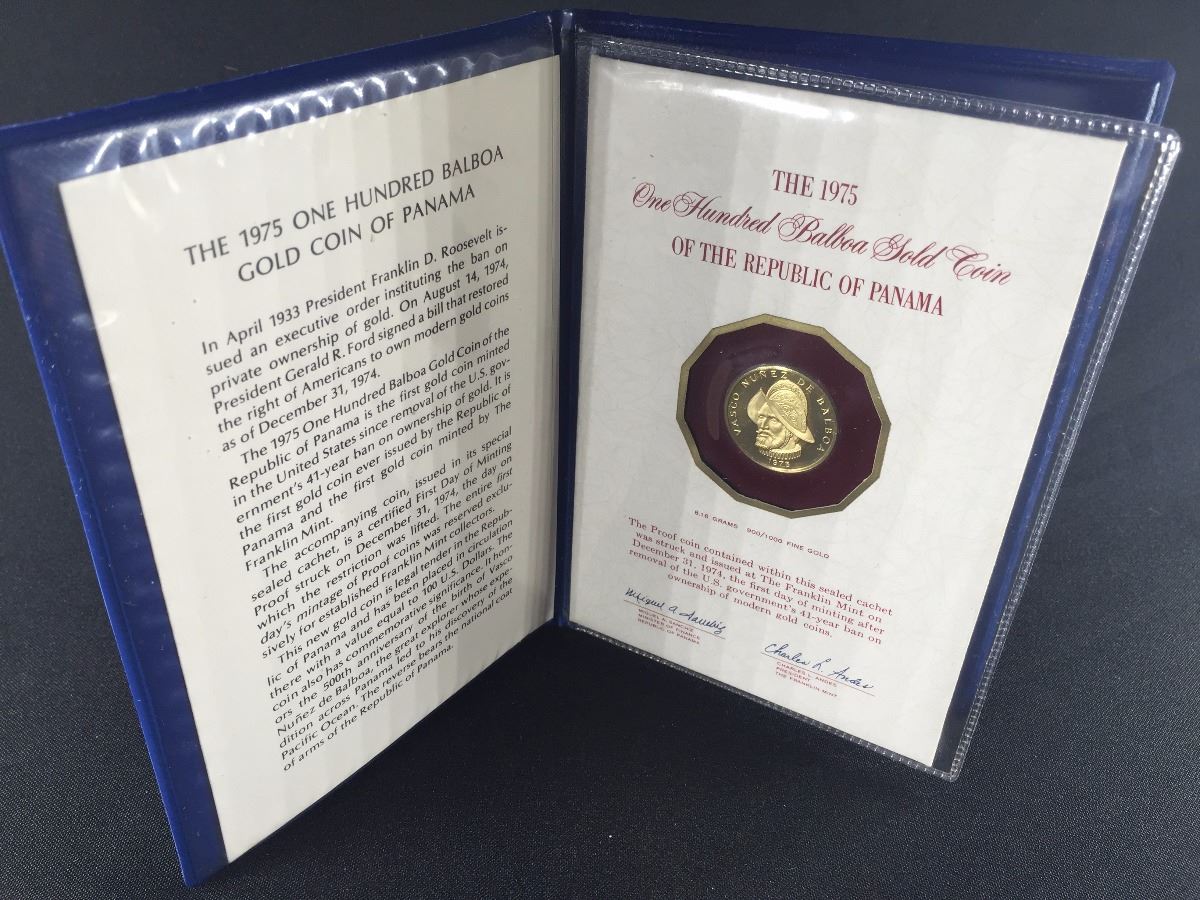 THE 1975 ONE HUNDRED BALBOA
GOLD COIN OF PANAMA
In April 1933 President Franklin D. Roosevelt is-
sued an executive order instituting the ban on
private ownership of gold. On August 14, 1974,
President Gerald R. Ford signed a bill that restored
the right of Americans to own modern gold coins
as of December 31, 1974.
The 1975 One Hundred Balboa Gold Coin of the
Republic of Panama is the first gold coin minted
in the United States since removal of the U.S. gov-
ernment's 41-year ban on ownership of gold. It is
the first gold coin ever issued by the Republic of
Panama and the first gold coin minted by The
Franklin Mint.
The accompanying coin, issued in its special
sealed cachet, is a certified First Day of Minting
Proof struck on December 31, 1974, the day on
which the restriction was lifted. The entire first
day's mintage of Proof coins was reserved exclu-
sively for established Franklin Mint collectors.
This new gold coin is legal tender in the Repub-
lic of Panama and has been placed in circulation
there with a value equal to 100 U.S. Dollars. The
coin also has commemorative significance. It hon-
ors the 500th anniversary of the birth of Vasco
Nuñez de Balboa, the great explorer whose expe-
dition across Panama led to his discovery of the
Pacific Ocean. The reverse bears the national coat
of arms of the Republic of Panama.
THE 1975
One Hundred Balboa Gold Coin
OF THE REPUBLIC OF PANAMA
VASCO NUÑEZ DE BALBOA
1975
8.16 GRAMS 900/1000 FINE GOLD
The Proof coin contained within this sealed cachet
was struck and issued at The Franklin Mint on
December 31, 1974, the first day of minting after
removal of the U.S. government's 41-year ban on
ownership of modern gold coins.
MIGUEL A. SANCHIZ
MINISTER OF FINANCE
REPUBLIC OF PANAMA
Charles L. Andes
CHARLES L. ANDES
PRESIDENT
THE FRANKLIN MINT